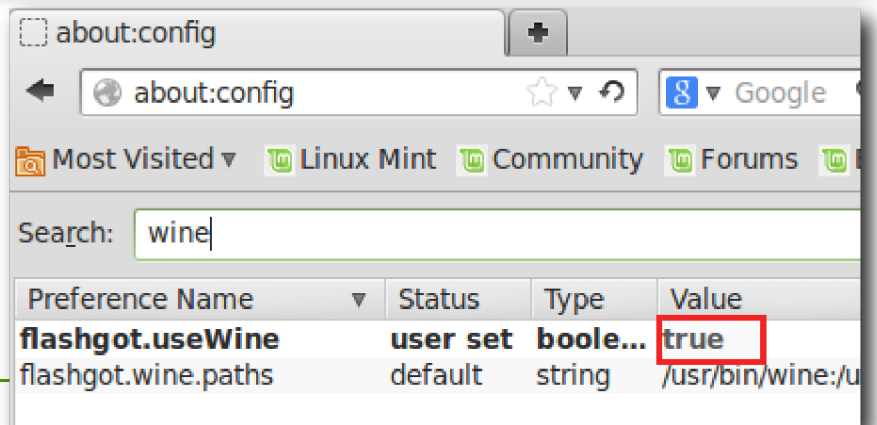 about:config
about:config Google
Most Visited Linux Mint Community Forums
Search: wine
Preference Name Status Type Value
flashgot.useWine user set boole... true
flashgot.wine.paths default string /usr/bin/wine:/u